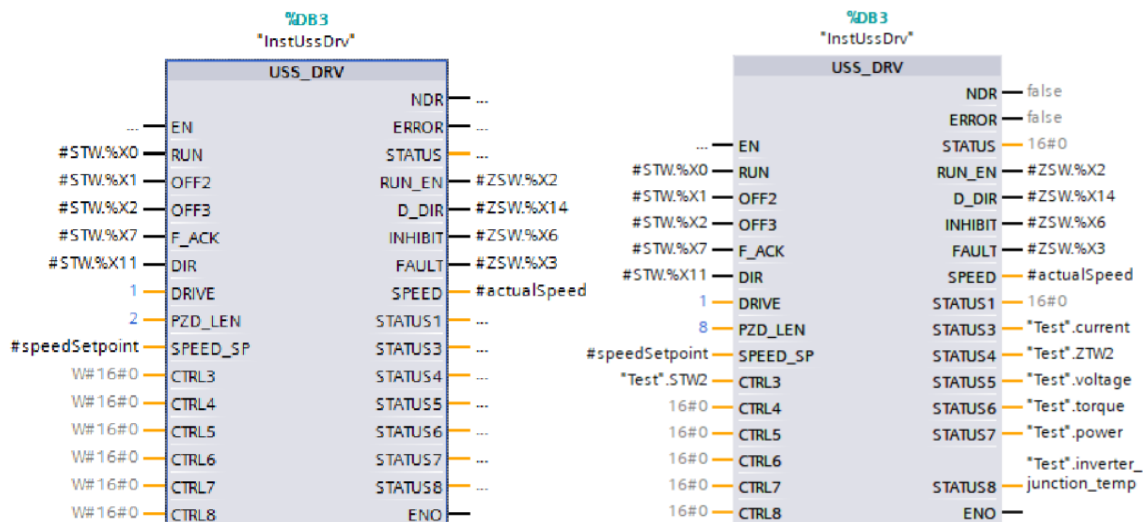 %DB3
"InstUssDrv"
USS_DRV
NDR ...
... EN ERROR ...
#STW.%X0 RUN STATUS ...
#STW.%X1 OFF2 RUN_EN #ZSW.%X2
#STW.%X2 OFF3 D_DIR #ZSW.%X14
#STW.%X7 F_ACK INHIBIT #ZSW.%X6
#STW.%X11 DIR FAULT #ZSW.%X3
1 DRIVE SPEED #actualSpeed
2 PZD_LEN STATUS1 ...
#speedSetpoint SPEED_SP STATUS3 ...
W#16#0 CTRL3 STATUS4 ...
W#16#0 CTRL4 STATUS5 ...
W#16#0 CTRL5 STATUS6 ...
W#16#0 CTRL6 STATUS7 ...
W#16#0 CTRL7 STATUS8 ...
W#16#0 CTRL8 ENO
%DB3
"InstUssDrv"
USS_DRV
NDR false
ERROR false
... EN STATUS 16#0
#STW.%X0 RUN RUN_EN #ZSW.%X2
#STW.%X1 OFF2 D_DIR #ZSW.%X14
#STW.%X2 OFF3 INHIBIT #ZSW.%X6
#STW.%X7 F_ACK FAULT #ZSW.%X3
#STW.%X11 DIR SPEED #actualSpeed
1 DRIVE STATUS1 16#0
8 PZD_LEN STATUS3 "Test".current
#speedSetpoint SPEED_SP STATUS4 "Test".ZTW2
"Test".STW2 CTRL3 STATUS5 "Test".voltage
16#0 CTRL4 STATUS6 "Test".torque
16#0 CTRL5 STATUS7 "Test".power
16#0 CTRL6 "Test".inverter_
16#0 CTRL7 STATUS8 junction_temp
16#0 CTRL8 ENO